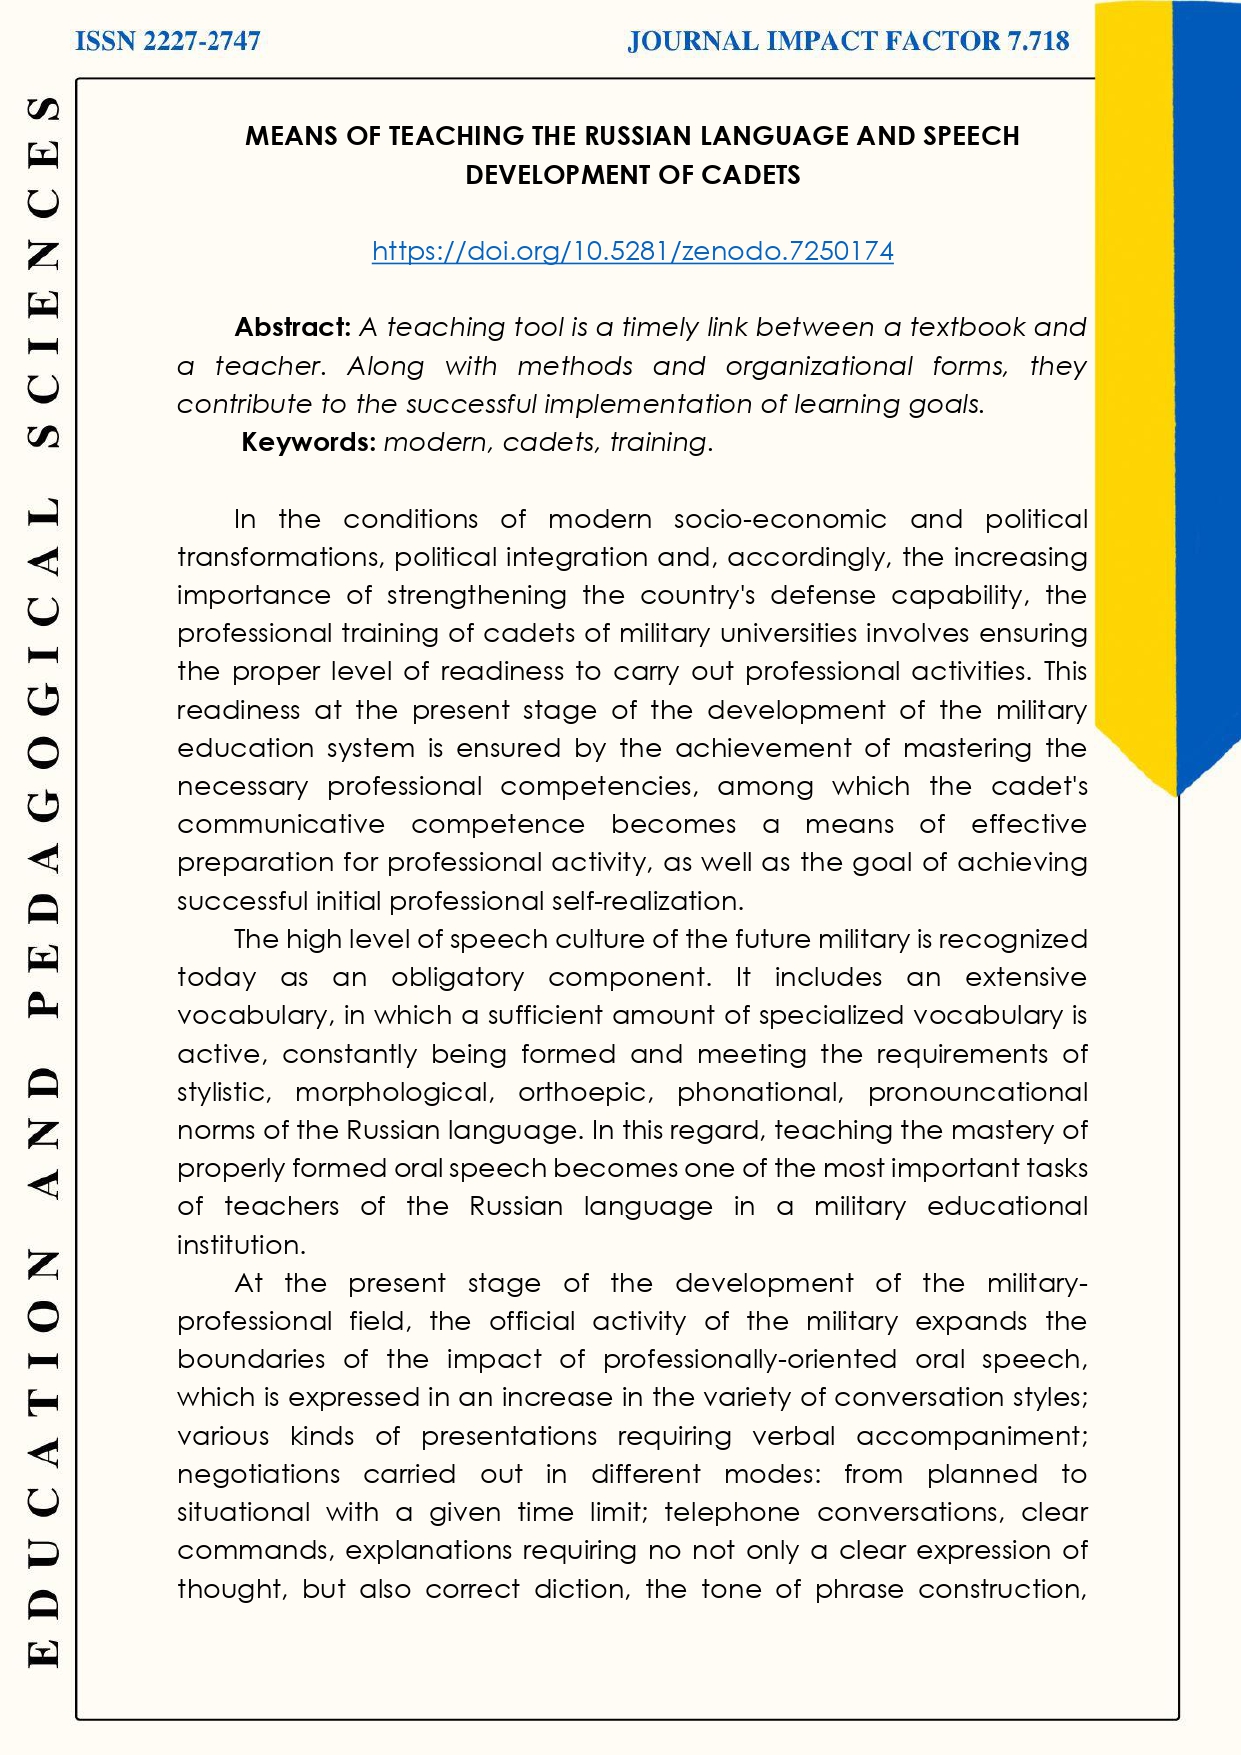 ISSN 2227-2747
JOURNAL IMPACT FACTOR 7.718
EDUCATION AND PEDAGOGICAL SCIENCES
MEANS OF TEACHING THE RUSSIAN LANGUAGE AND SPEECH
DEVELOPMENT OF CADETS
https://doi.org/10.5281/zenodo.7250174
Abstract: A teaching tool is a timely link between a textbook and
a teacher. Along with methods and organizational forms, they
contribute to the successful implementation of learning goals.
Keywords: modern, cadets, training.
In the conditions of modern socio-economic and political
transformations, political integration and, accordingly, the increasing
importance of strengthening the country's defense capability, the
professional training of cadets of military universities involves ensuring
the proper level of readiness to carry out professional activities. This
readiness at the present stage of the development of the military
education system is ensured by the achievement of mastering the
necessary professional competencies, among which the cadet's
communicative competence becomes a means of effective
preparation for professional activity, as well as the goal of achieving
successful initial professional self-realization.
The high level of speech culture of the future military is recognized
today as an obligatory component. It includes an extensive
vocabulary, in which a sufficient amount of specialized vocabulary is
active, constantly being formed and meeting the requirements of
stylistic, morphological, orthoepic, phonational, pronouncational
norms of the Russian language. In this regard, teaching the mastery of
properly formed oral speech becomes one of the most important tasks
of teachers of the Russian language in a military educational
institution.
At the present stage of the development of the military-
professional field, the official activity of the military expands the
boundaries of the impact of professionally-oriented oral speech,
which is expressed in an increase in the variety of conversation styles;
various kinds of presentations requiring verbal accompaniment;
negotiations carried out in different modes: from planned to
situational with a given time limit; telephone conversations, clear
commands, explanations requiring no not only a clear expression of
thought, but also correct diction, the tone of phrase construction,